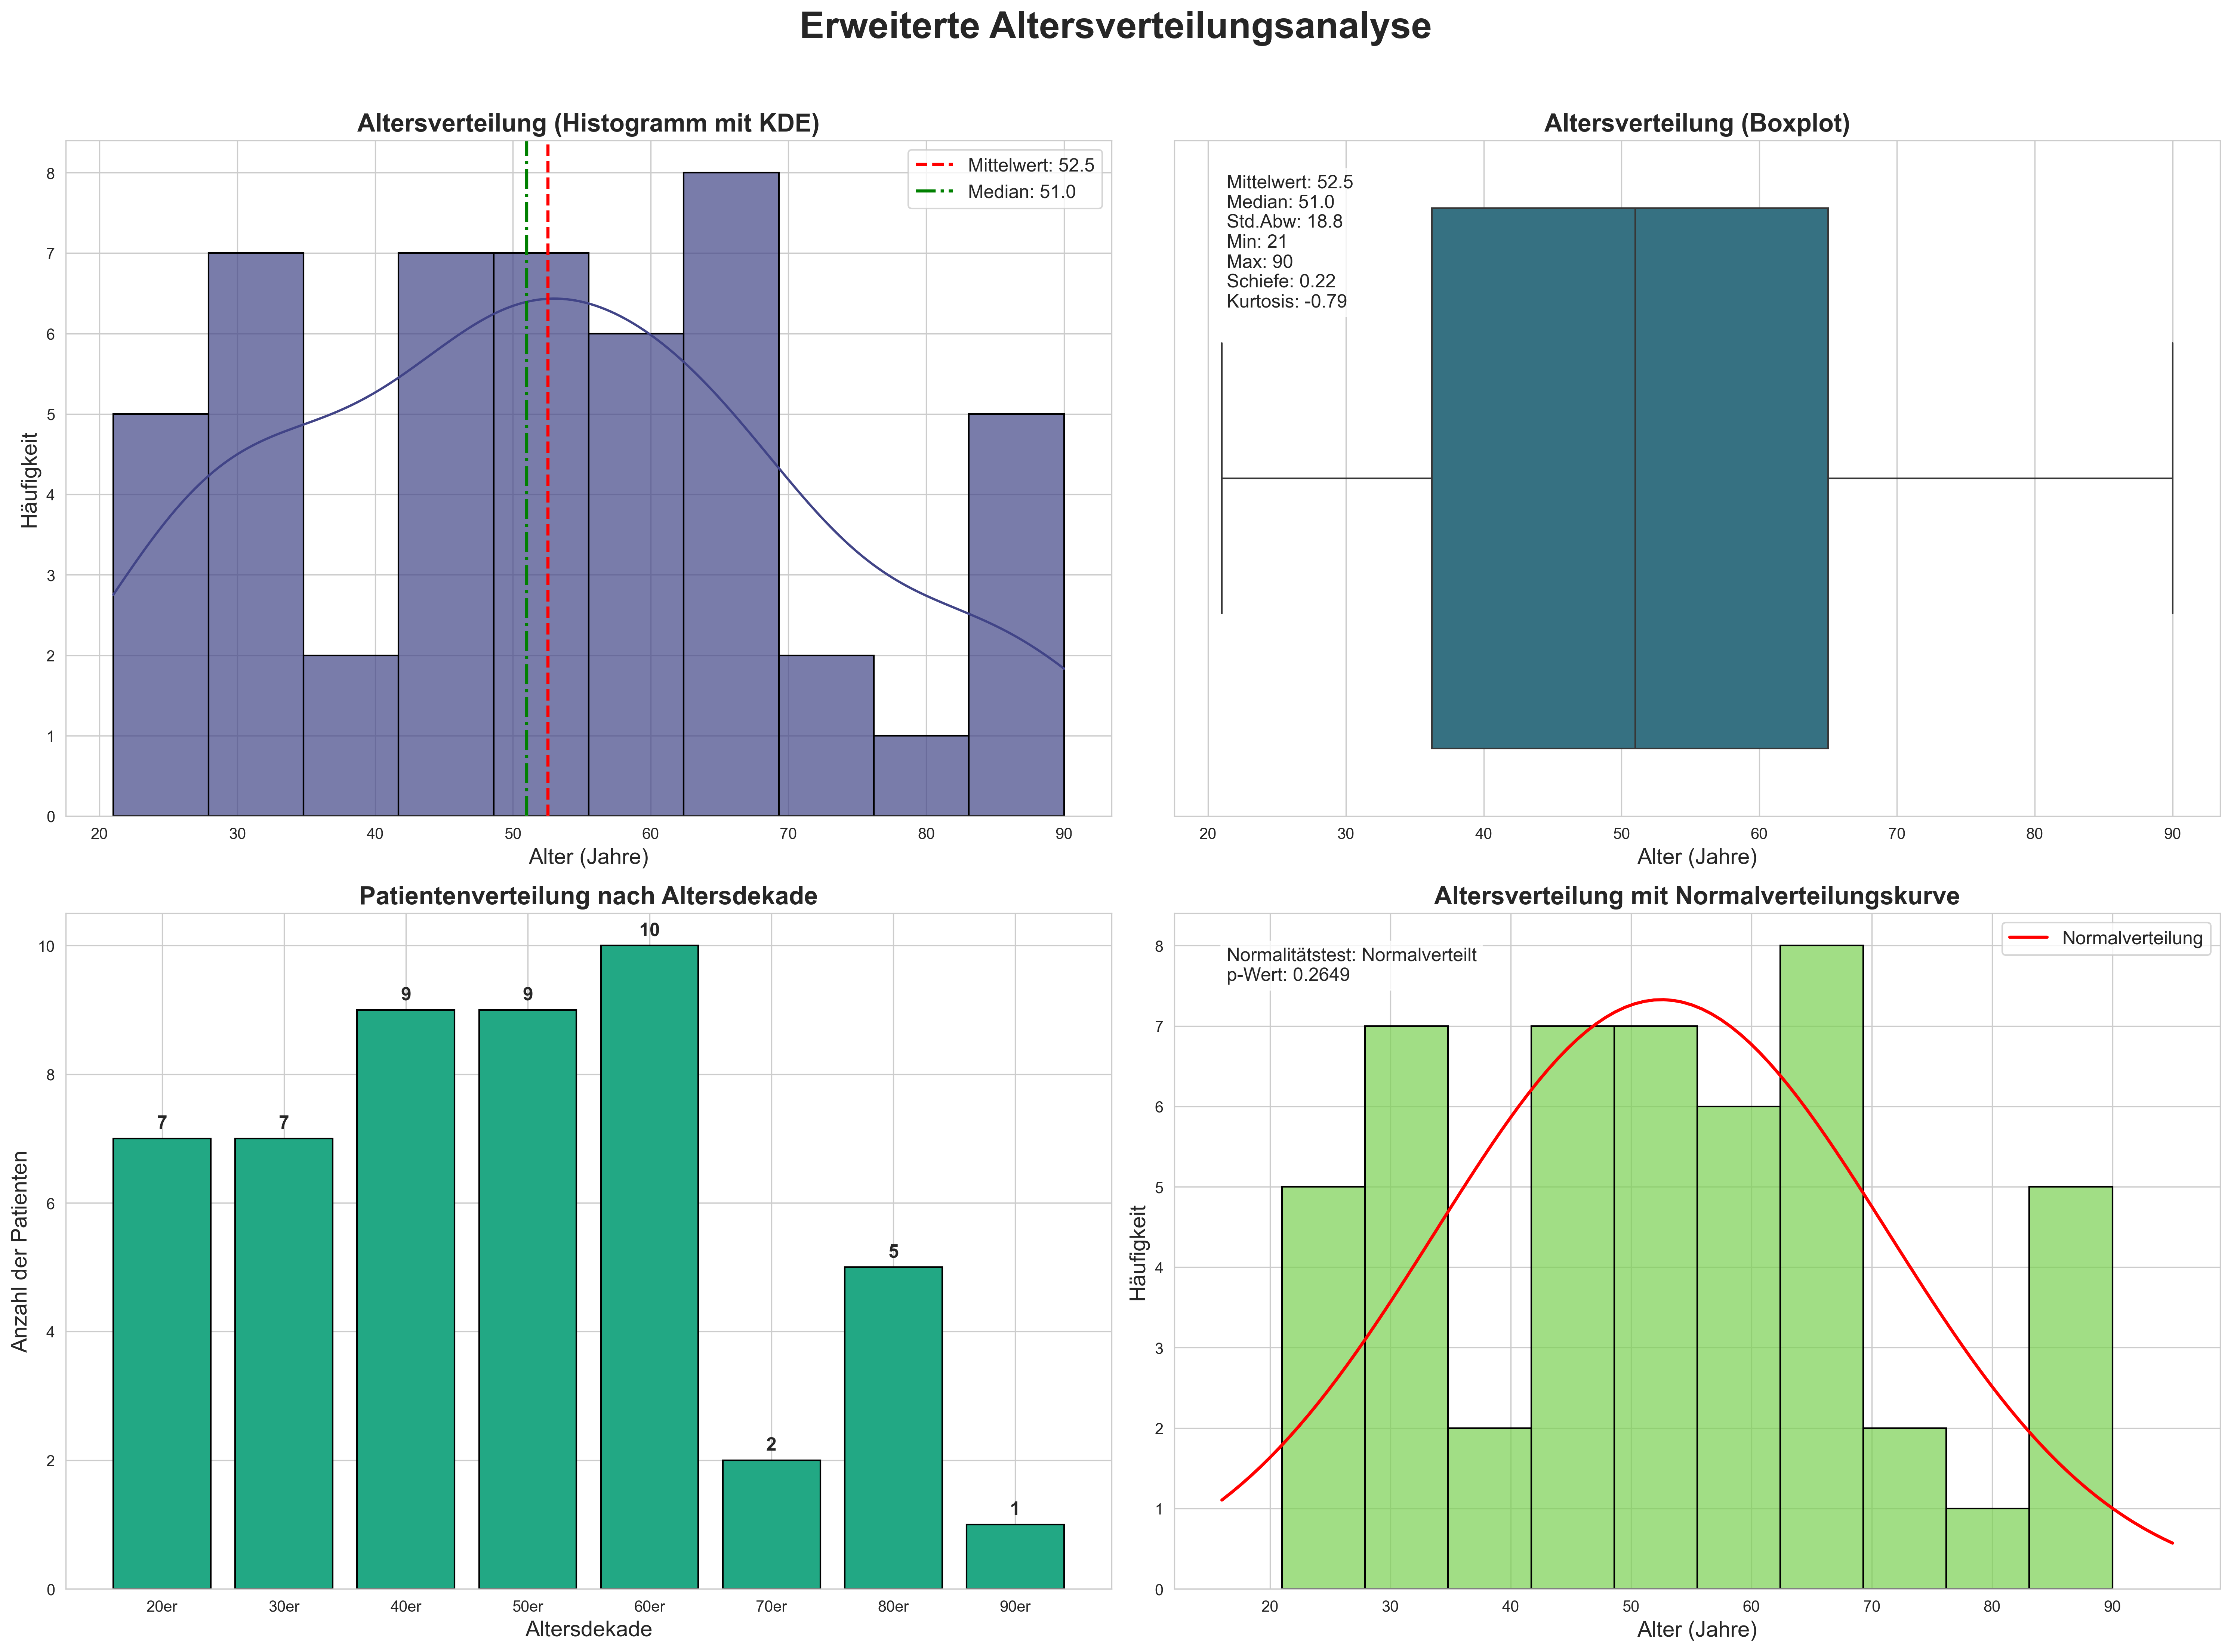 Erweiterte Altersverteilungsanalyse
Altersverteilung (Histogramm mit KDE)
Häufigkeit
8
7
6
5
4
3
2
1
0
Mittelwert: 52.5
Median: 51.0
20 30 40 50 60 70 80 90
Alter (Jahre)
Altersverteilung (Boxplot)
Mittelwert: 52.5
Median: 51.0
Std.Abw: 18.8
Min: 21
Max: 90
Schiefe: 0.22
Kurtosis: -0.79
20 30 40 50 60 70 80 90
Alter (Jahre)
Patientenverteilung nach Altersdekade
Anzahl der Patienten
10
8
6
4
2
0
7 7 9 9 10 2 5 1
20er 30er 40er 50er 60er 70er 80er 90er
Altersdekade
Altersverteilung mit Normalverteilungskurve
Häufigkeit
8
7
6
5
4
3
2
1
0
Normalitätstest: Normalverteilt
p-Wert: 0.2649
Normalverteilung
20 30 40 50 60 70 80 90
Alter (Jahre)